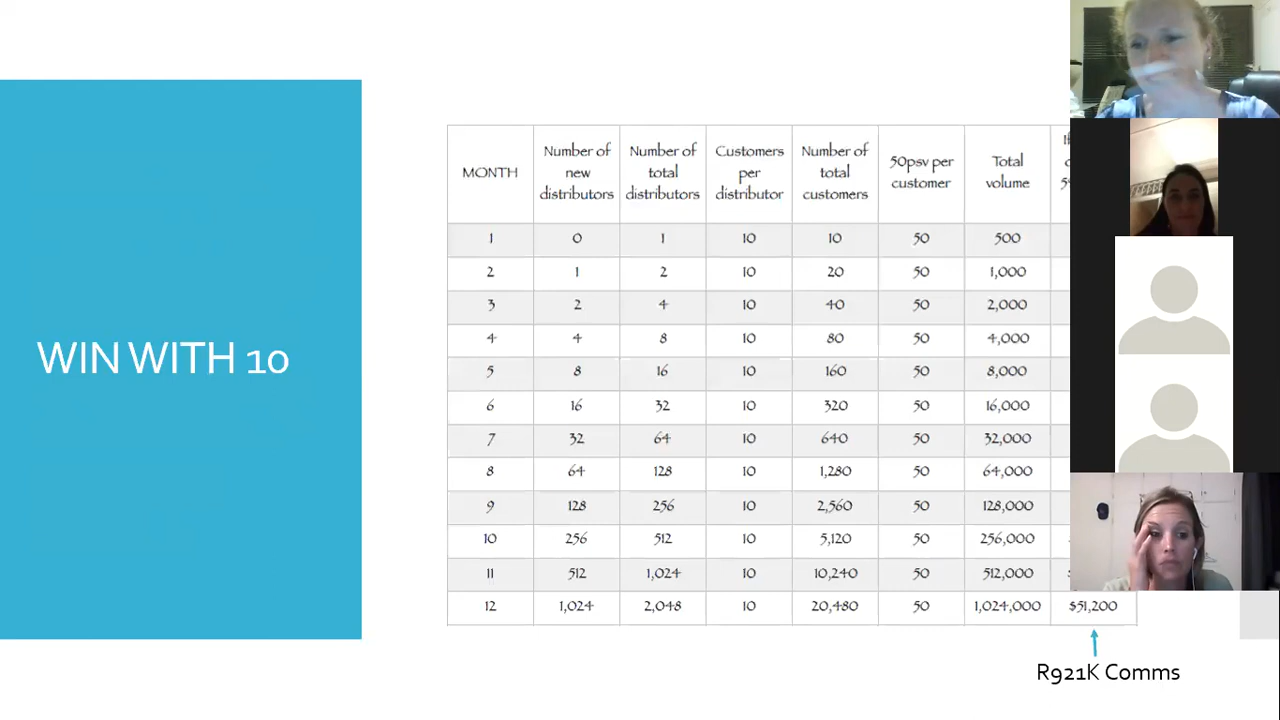 WIN WITH 10
MONTH Number of new distributors Number of total distributors Customers per distributor Number of total customers 50psv per customer Total volume
1 0 1 10 10 50 500
2 1 2 10 20 50 1,000
3 2 4 10 40 50 2,000
4 4 8 10 80 50 4,000
5 8 16 10 160 50 8,000
6 16 32 10 320 50 16,000
7 32 64 10 640 50 32,000
8 64 128 10 1,280 50 64,000
9 128 256 10 2,560 50 128,000
10 256 512 10 5,120 50 256,000
11 512 1,024 10 10,240 50 512,000
12 1,024 2,048 10 20,480 50 1,024,000 $51,200
R921K Comms